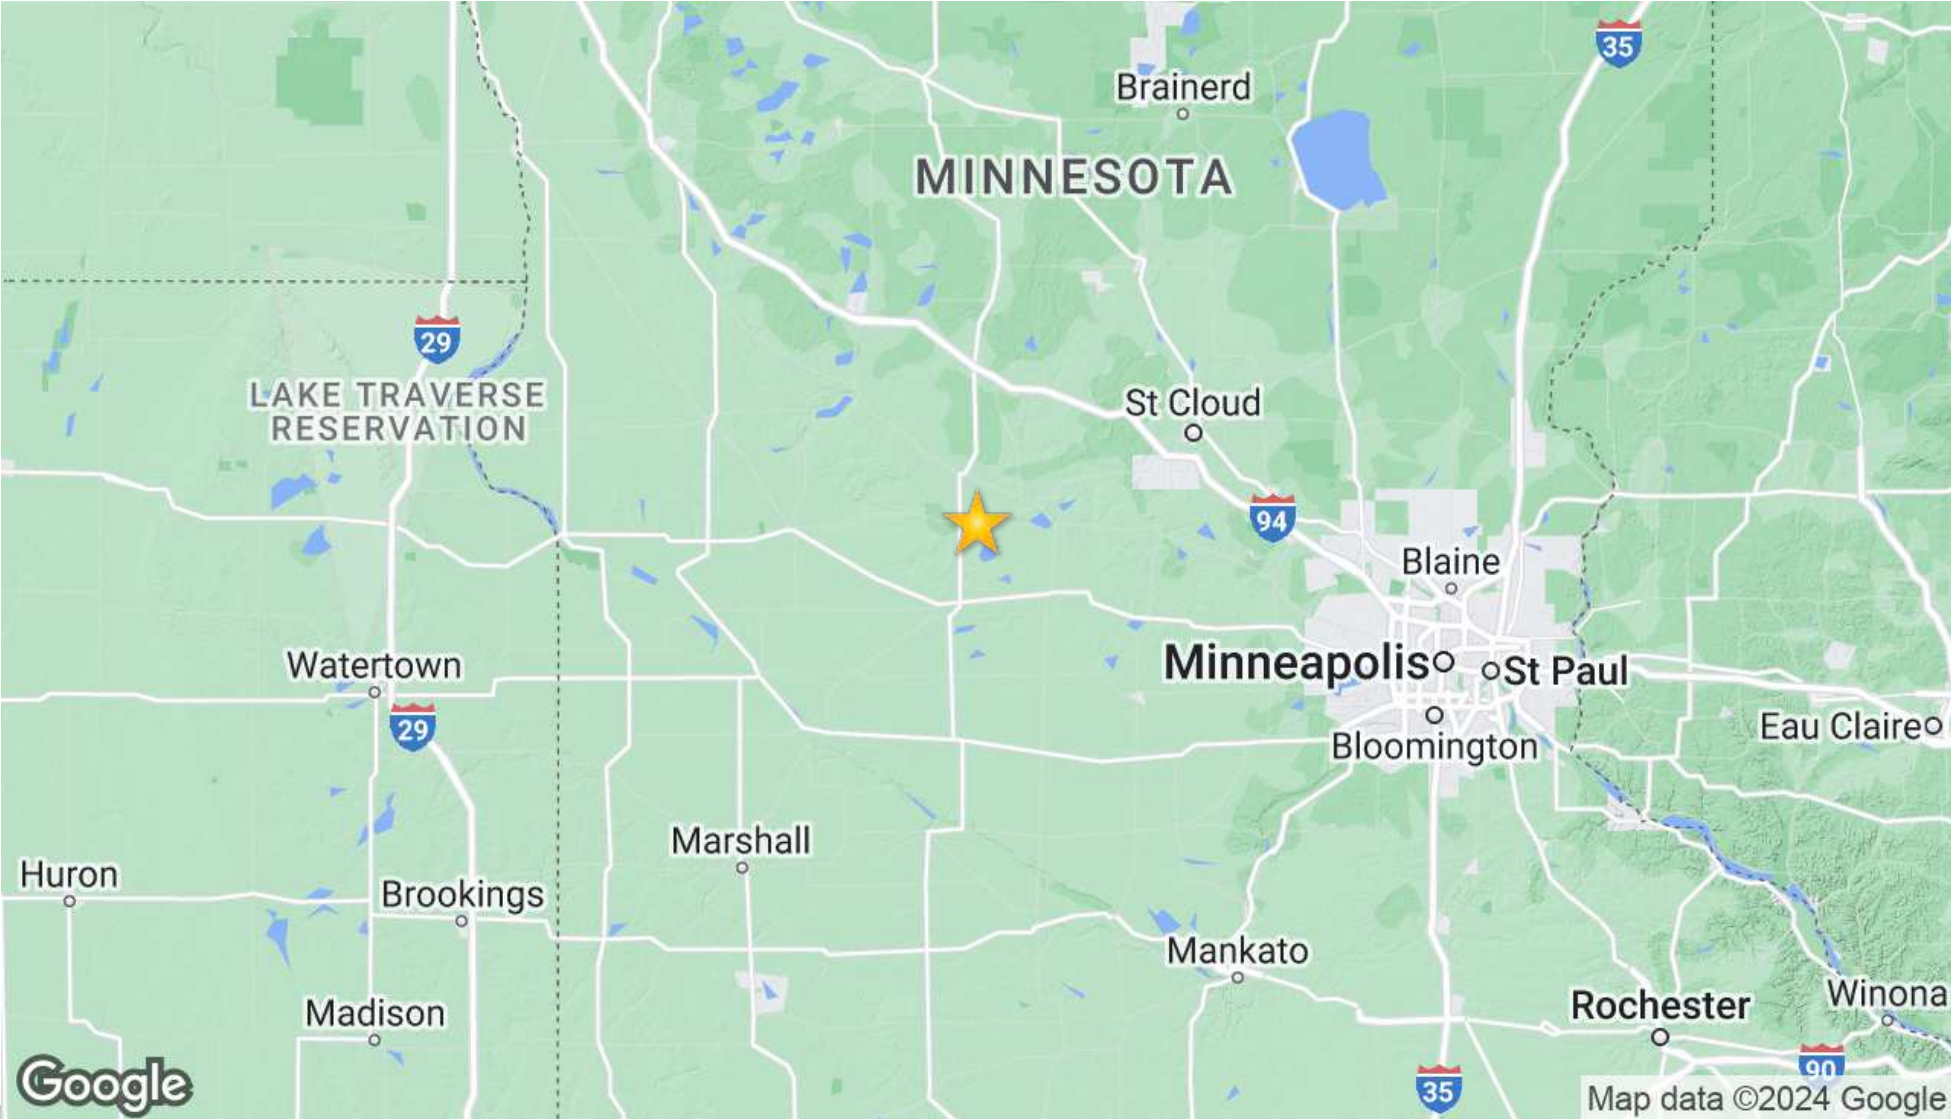 35
Brainerd
MINNESOTA
29
LAKE TRAVERSE
RESERVATION
St Cloud
94
Blaine
Watertown
Minneapolis
St Paul
29
Eau Claire
Bloomington
Marshall
Huron
Brookings
Mankato
Madison
Rochester
Winona
90
35
Google
Map data ©2024 Google